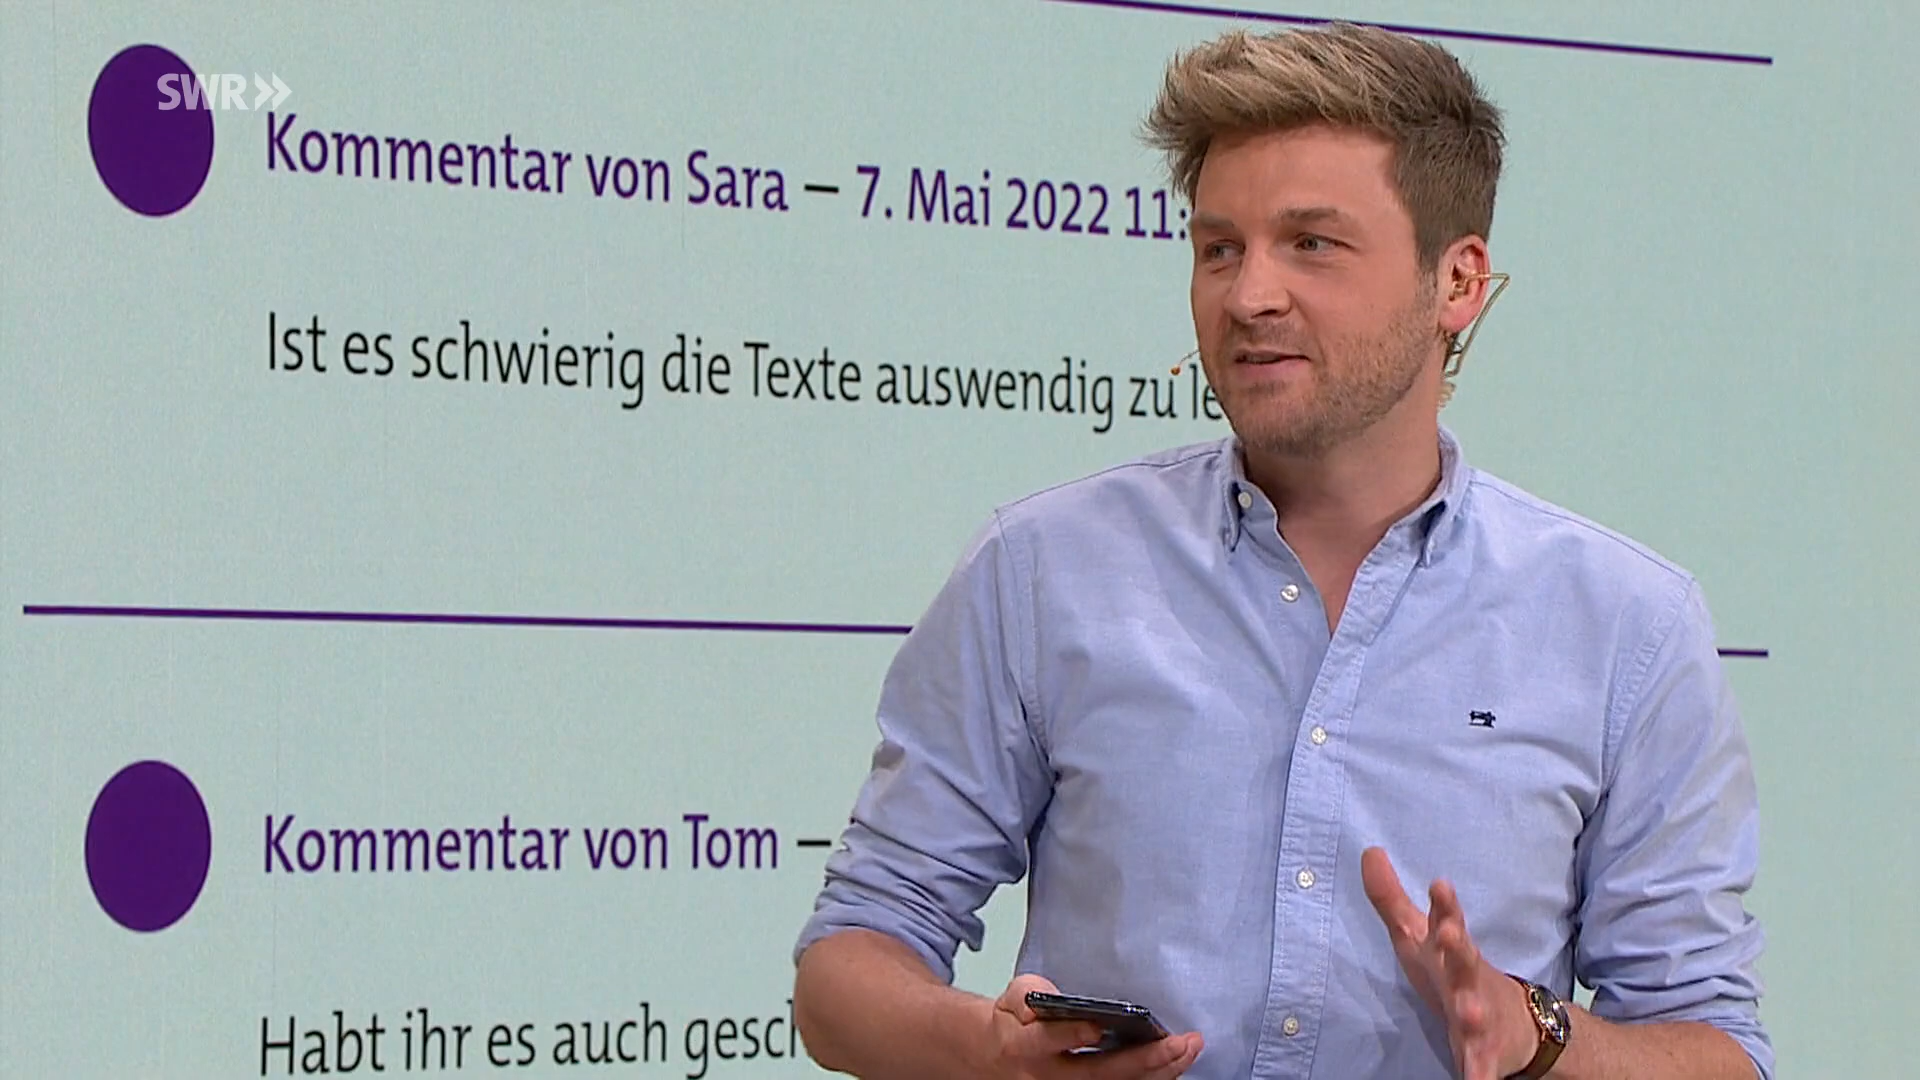 SWR
Kommentar von Sara – 7. Mai 2022 11:
Ist es schwierig die Texte auswendig zu le
Kommentar von Tom –
Habt ihr es auch gesch